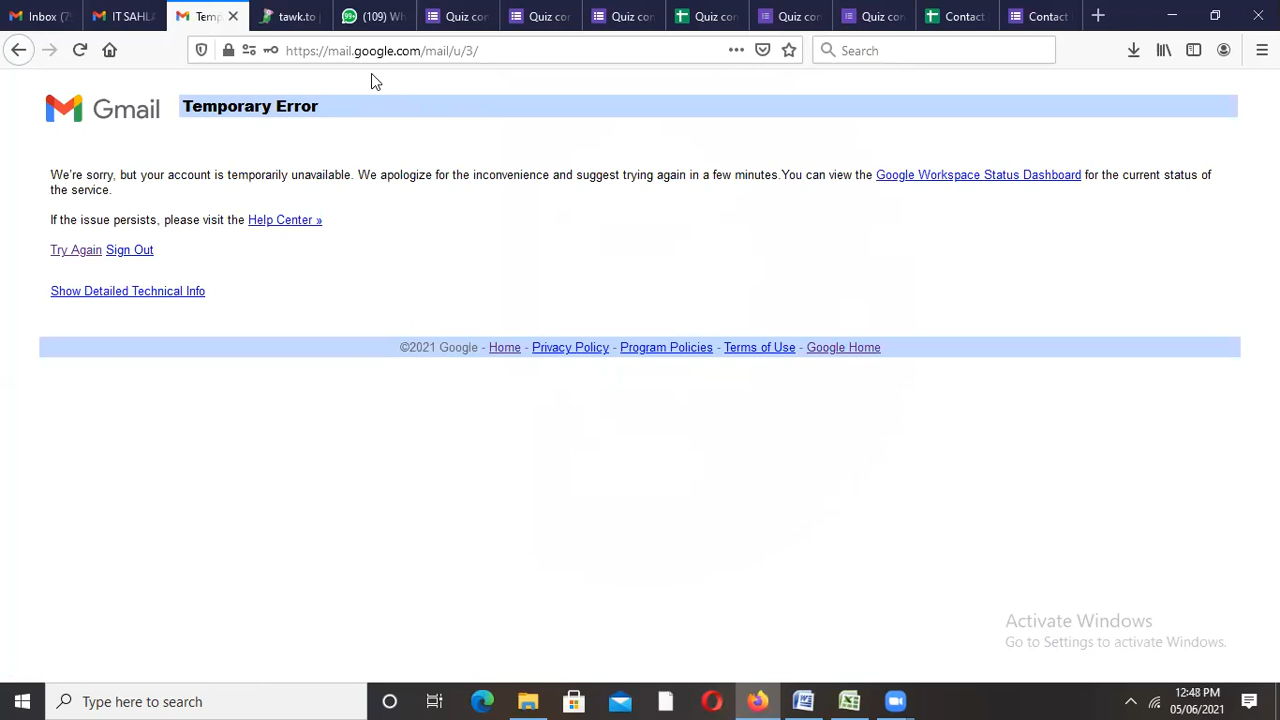 Inbox (7
IT SAHLA
Temp
tawk.to
(109) Wh
Quiz con
Quiz con
Quiz con
Quiz con
Quiz con
Quiz con
Contact
Contact
https://mail.google.com/mail/u/3/
Search
Gmail
Temporary Error
We're sorry, but your account is temporarily unavailable. We apologize for the inconvenience and suggest trying again in a few minutes.You can view the Google Workspace Status Dashboard for the current status of
the service.
If the issue persists, please visit the Help Center »
Try Again Sign Out
Show Detailed Technical Info
©2021 Google - Home - Privacy Policy - Program Policies - Terms of Use - Google Home
Activate Windows
Go to Settings to activate Windows.
Type here to search
12:48 PM
05/06/2021